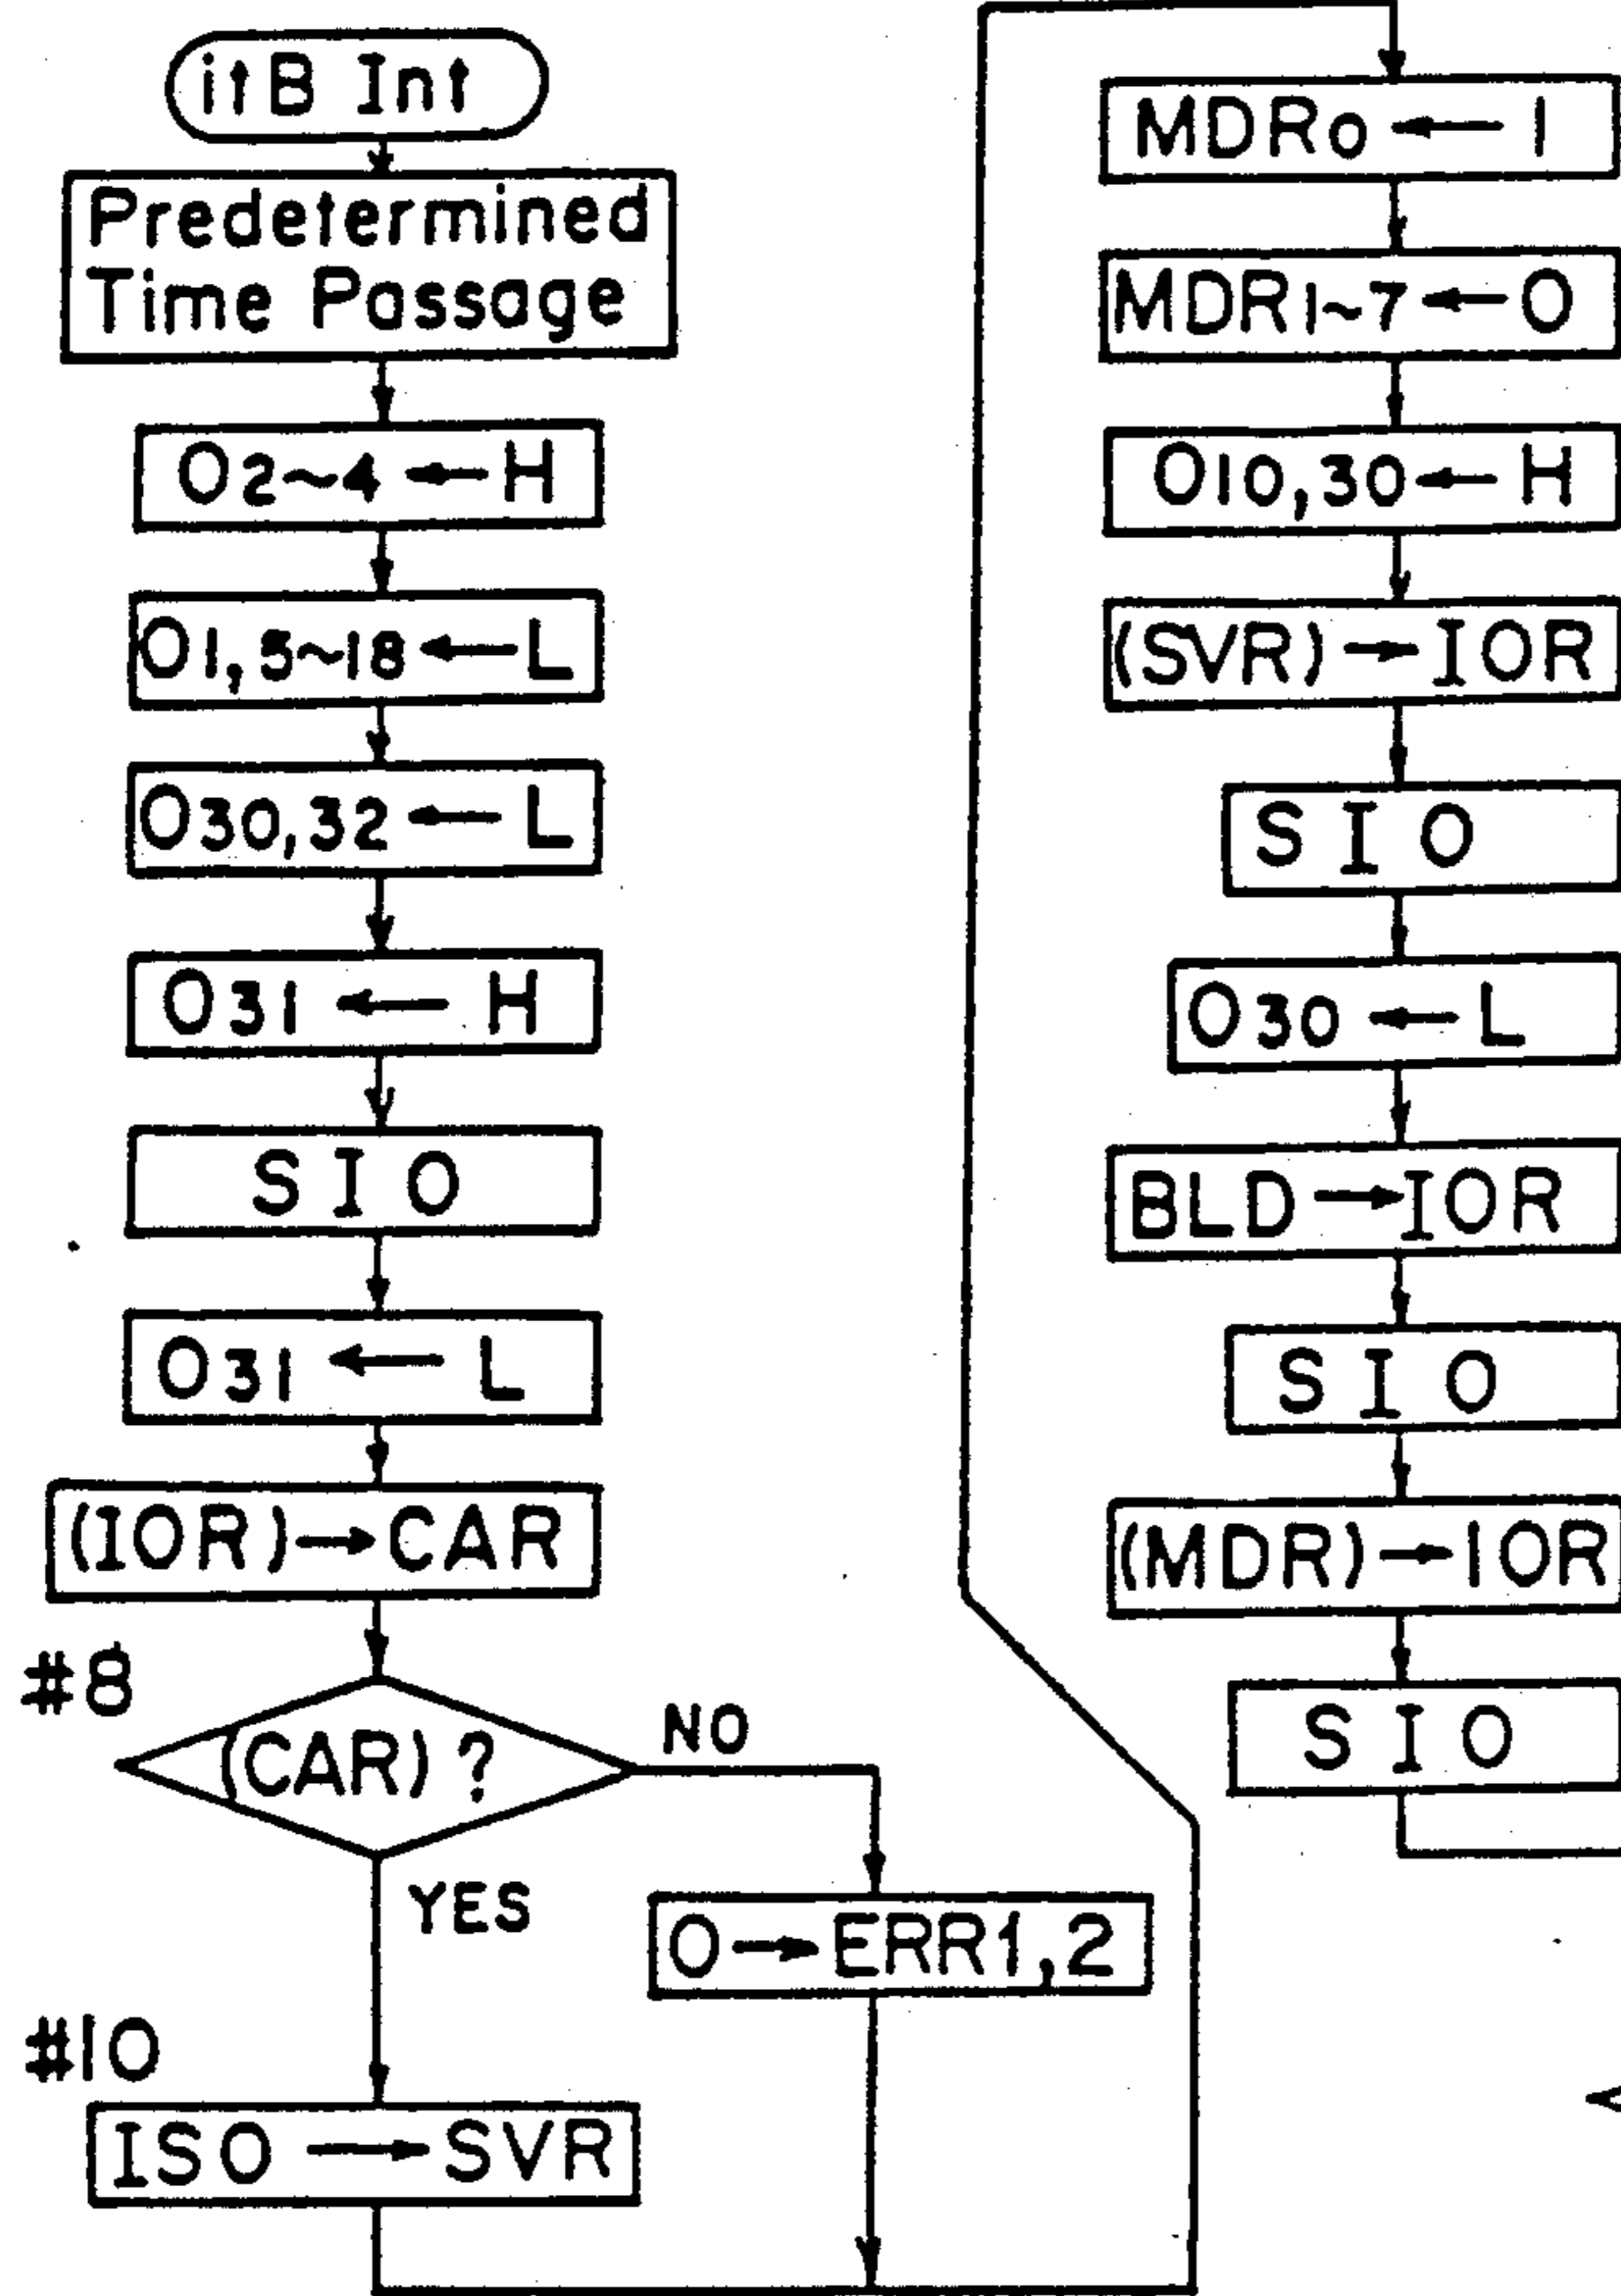 itB Int
Predetermined
Time Passage
O2~4 ← H
O1,5~18 ← L
O30,32 ← L
O31 ← H
SIO
O31 ← L
(IOR) → CAR
#8
(CAR)?
NO
YES
O → ERR1,2
#10
ISO → SVR
MDR0 ← 1
MDR1~7 ← O
O10,30 ← H
(SVR) → IOR
SIO
O30 ← L
BLD → IOR
SIO
(MDR) → IOR
SIO